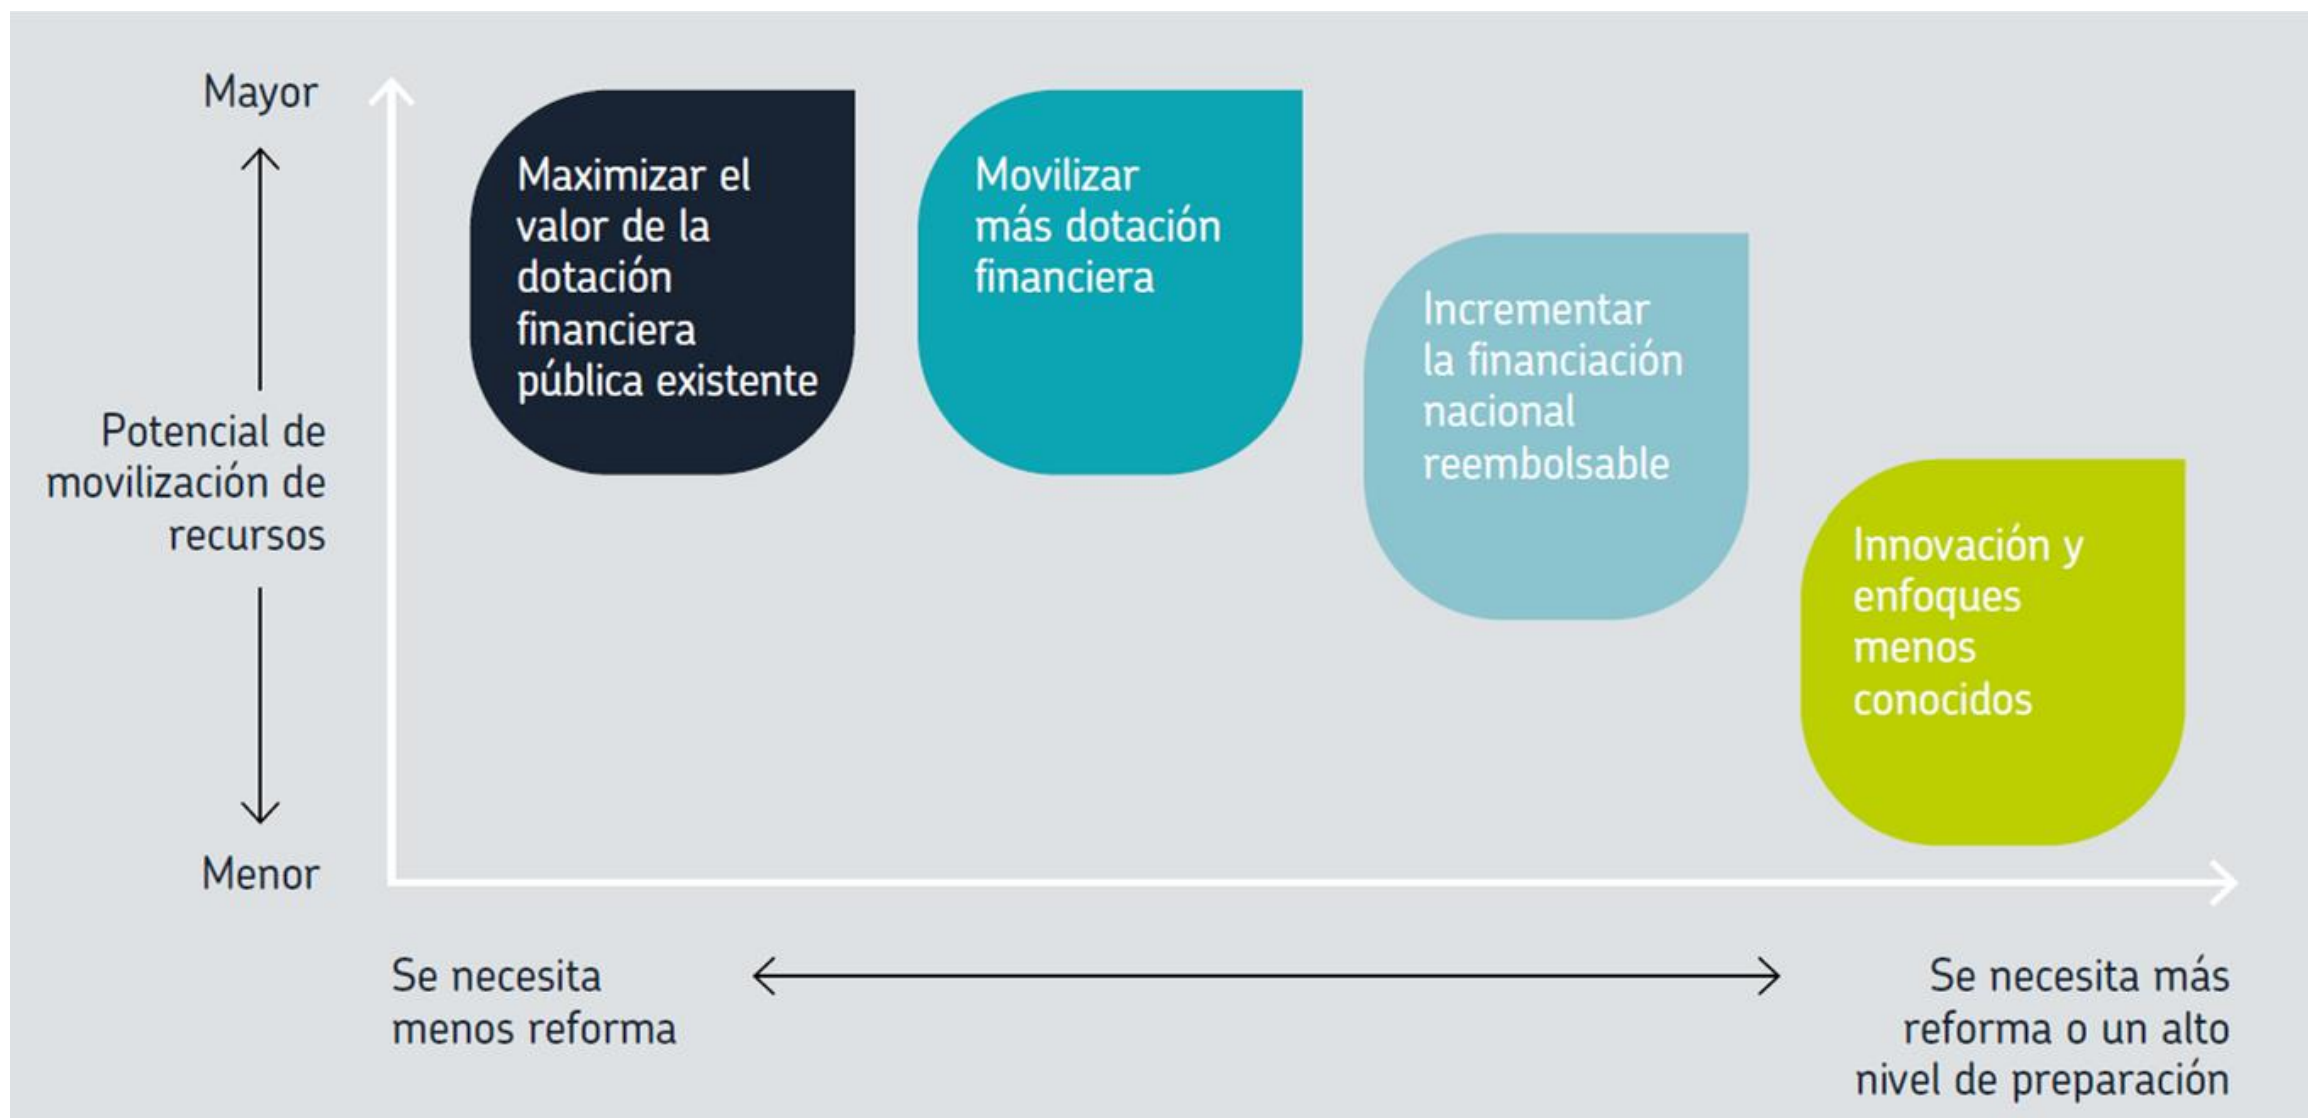 Mayor
Potencial de
movilización de
recursos
Menor
Maximizar el
valor de la
dotación
financiera
pública existente
Movilizar
más dotación
financiera
Incrementar
la financiación
nacional
reembolsable
Innovación y
enfoques
menos
conocidos
Se necesita
menos reforma
Se necesita más
reforma o un alto
nivel de preparación